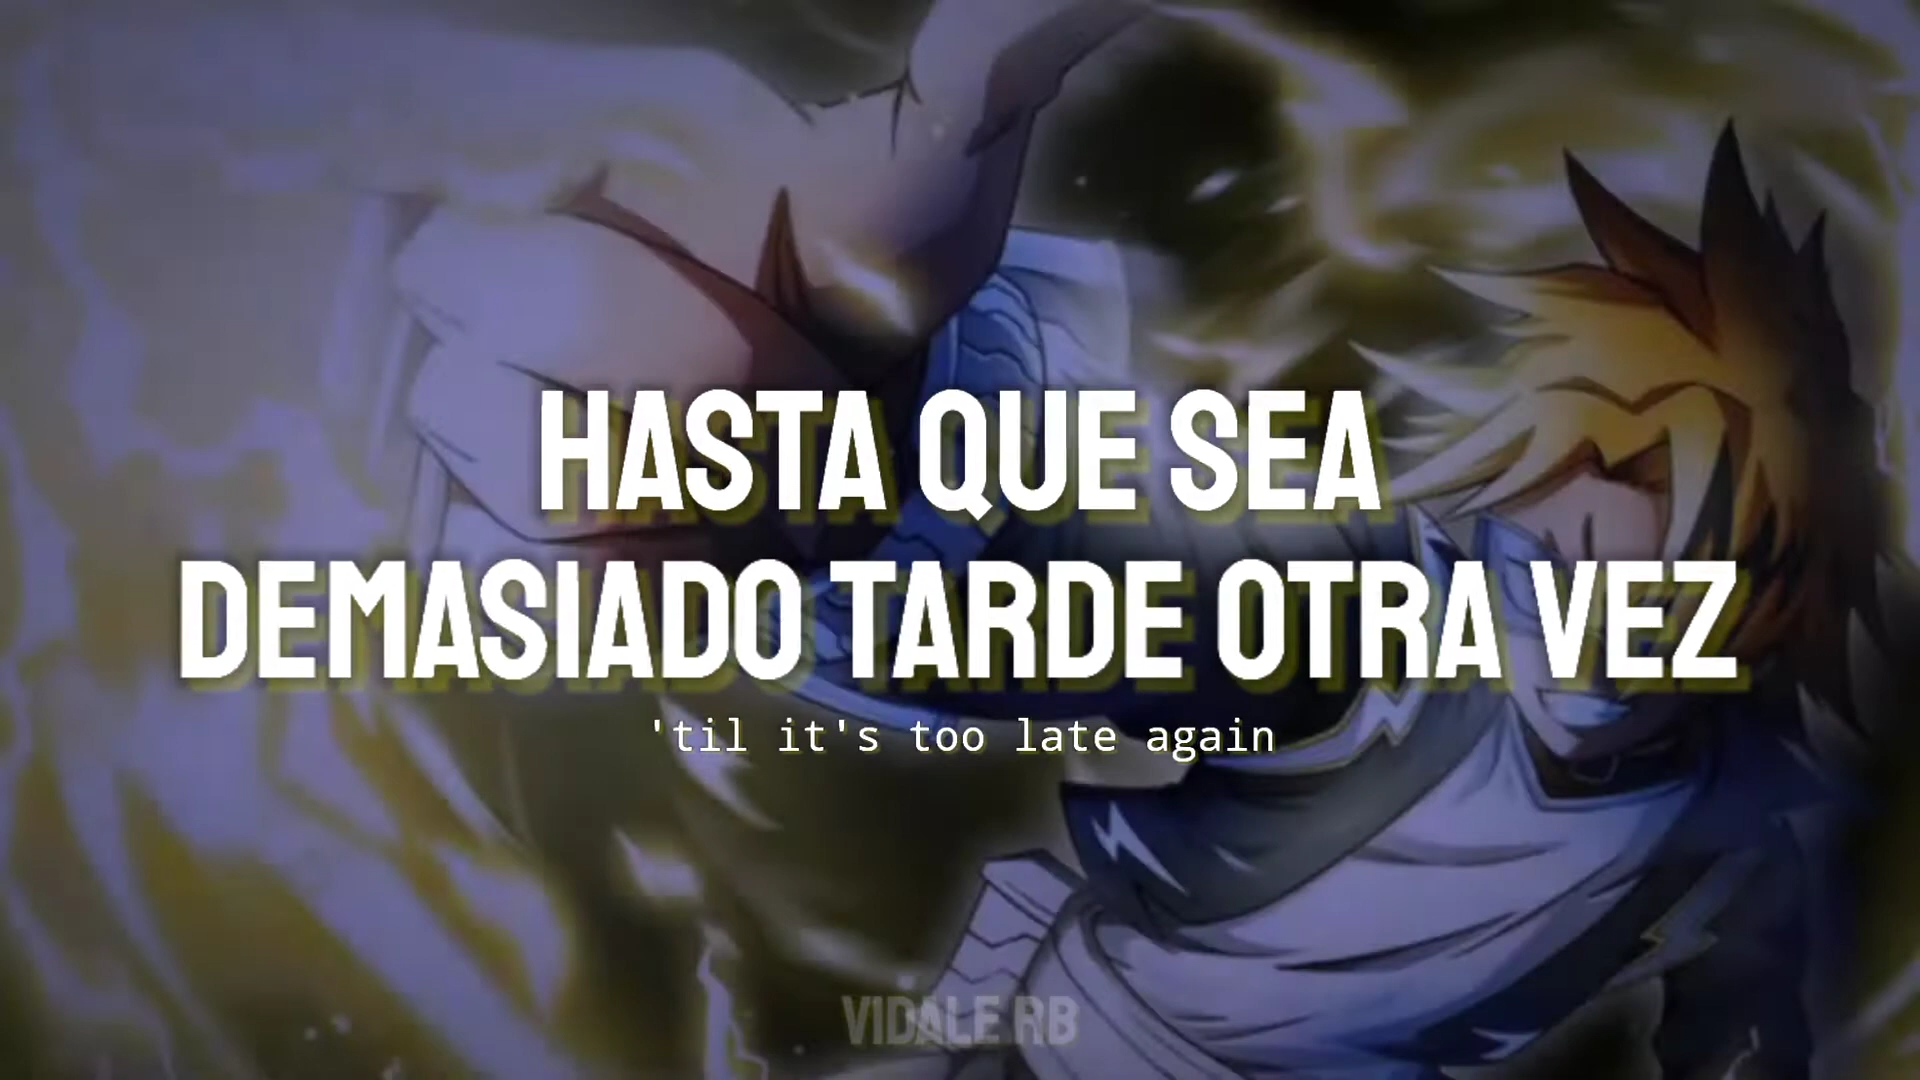 HASTA QUE SEA
DEMASIADO TARDE OTRA VEZ
'til it's too late again
VIDALE.RB